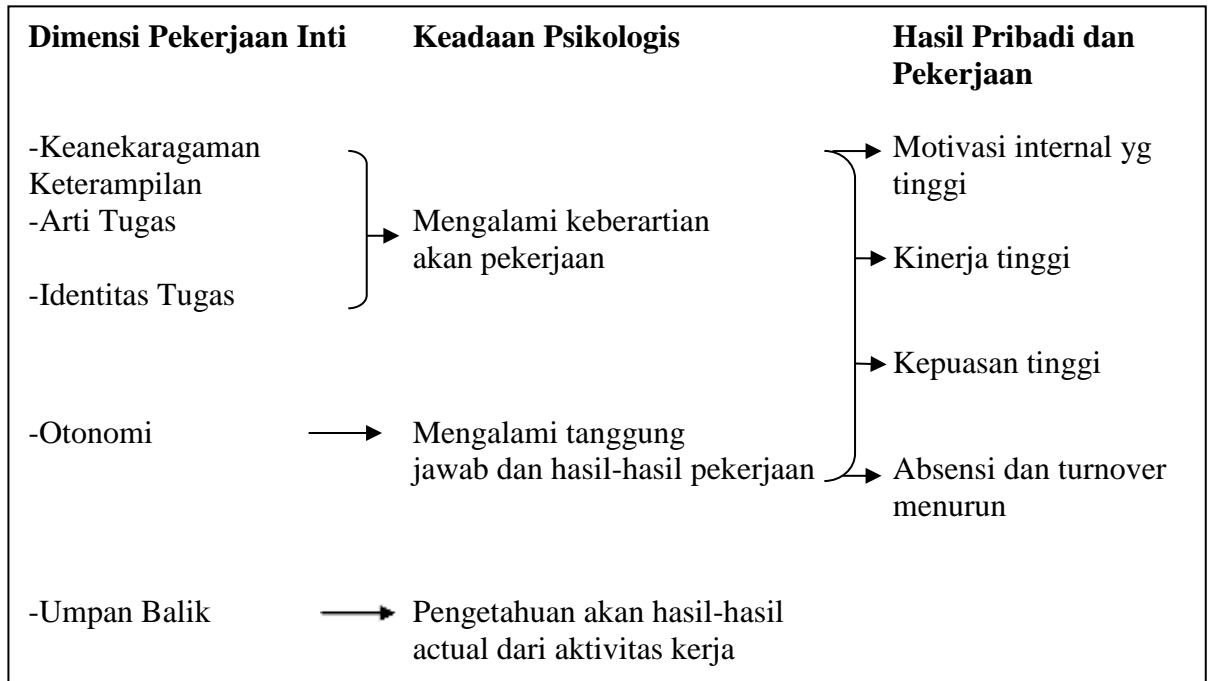 Dimensi Pekerjaan Inti
Keadaan Psikologis
Hasil Pribadi dan
Pekerjaan
-Keanekaragaman
Keterampilan
-Arti Tugas
-Identitas Tugas
Mengalami keberartian
akan pekerjaan
Motivasi internal yg
tinggi
Kinerja tinggi
Kepuasan tinggi
-Otonomi
Mengalami tanggung
jawab dan hasil-hasil pekerjaan
Absensi dan turnover
menurun
-Umpan Balik
Pengetahuan akan hasil-hasil
actual dari aktivitas kerja